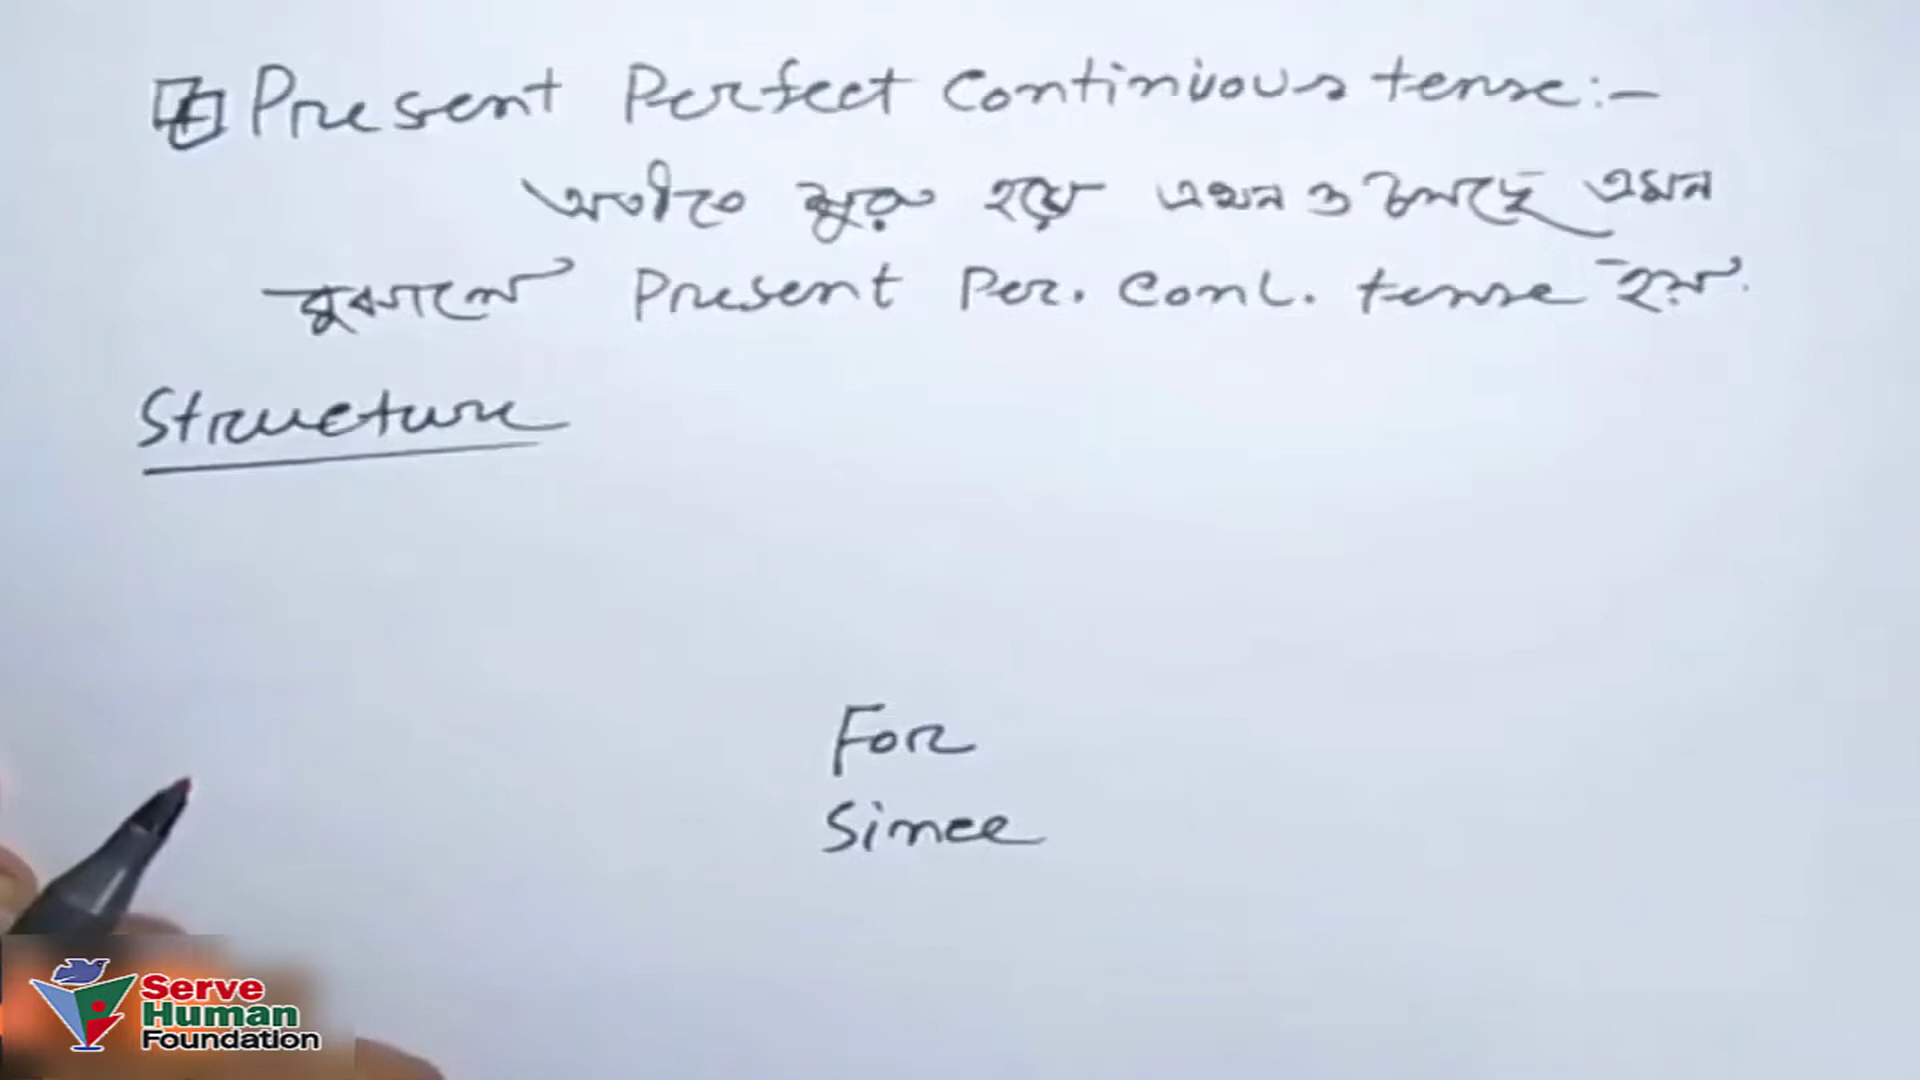 Present Perfect Continuous tense:-
অতীতে শুরু হয়ে এখনও চলছে এমন
বুঝালে Present Per. Cont. tense হয়.
Structure
For
Since
Serve
Human
Foundation